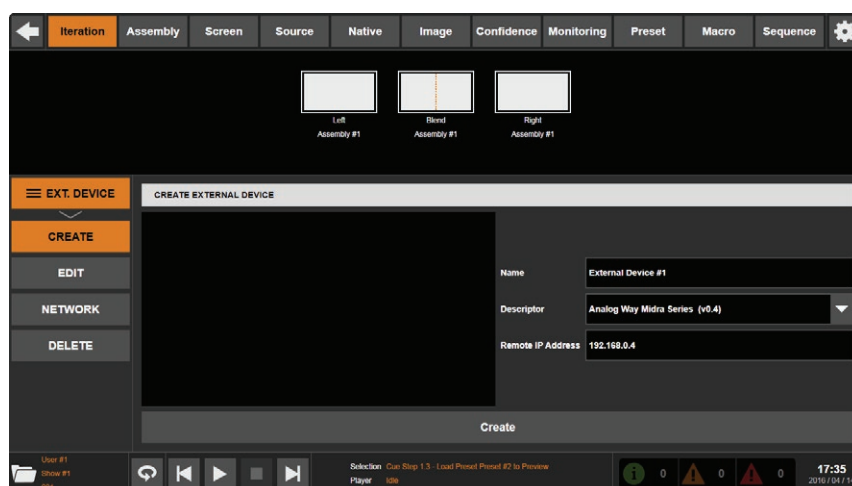 Iteration Assembly Screen Source Native Image Confidence Monitoring Preset Macro Sequence
Left Blend Right
Assembly #1 Assembly #1 Assembly #1
EXT. DEVICE
CREATE EXTERNAL DEVICE
CREATE
EDIT
NETWORK
DELETE
Name External Device #1
Descriptor Analog Way Midra Series (v0.4)
Remote IP Address 192.168.0.4
Create
User #1
Show #1
Selection Cue Step 1.3 - Load Preset Preset #2 to Preview
Player Idle
0 0 0
17:35
2016 / 04 / 1